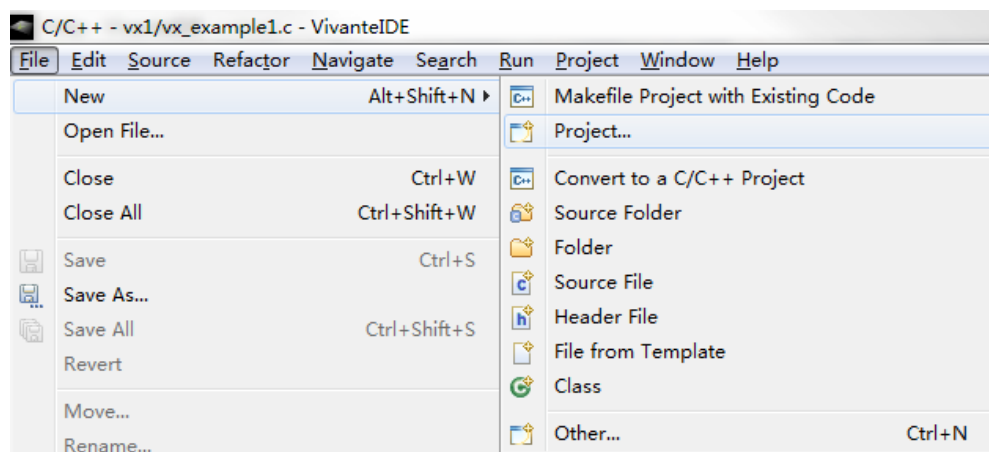 C/C++ - vx1/vx_example1.c - VivanteIDE
File Edit Source Refactor Navigate Search Run Project Window Help
New Alt+Shift+N
Open File...
Close Ctrl+W
Close All Ctrl+Shift+W
Save Ctrl+S
Save As...
Save All Ctrl+Shift+S
Revert
Move...
Rename...
Makefile Project with Existing Code
Project...
Convert to a C/C++ Project
Source Folder
Folder
Source File
Header File
File from Template
Class
Other... Ctrl+N